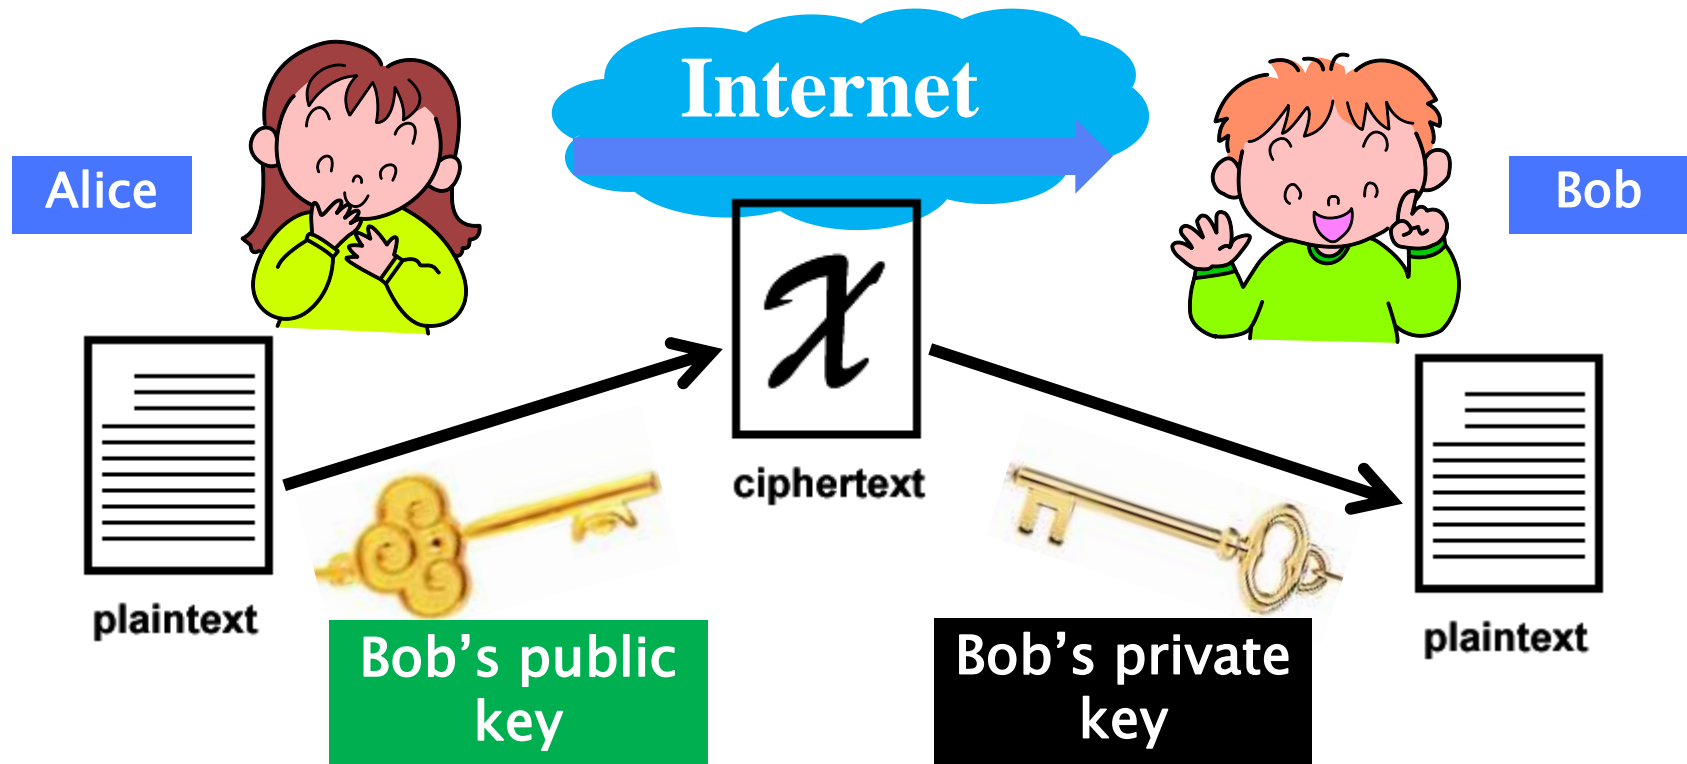 Internet
Alice
Bob
X
ciphertext
plaintext
Bob’s public
key
Bob’s private
key
plaintext